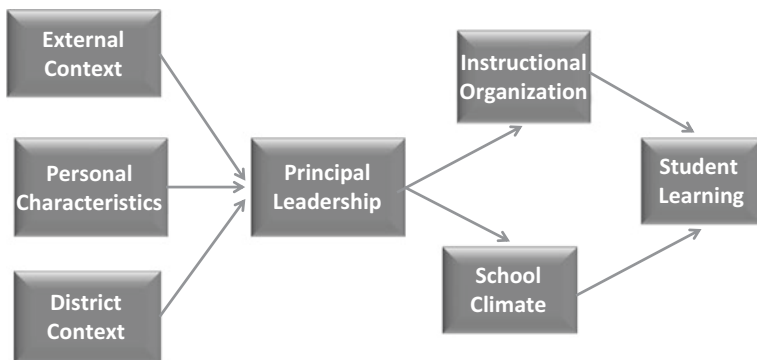 External
Context
Personal
Characteristics
District
Context
Principal
Leadership
Instructional
Organization
School
Climate
Student
Learning